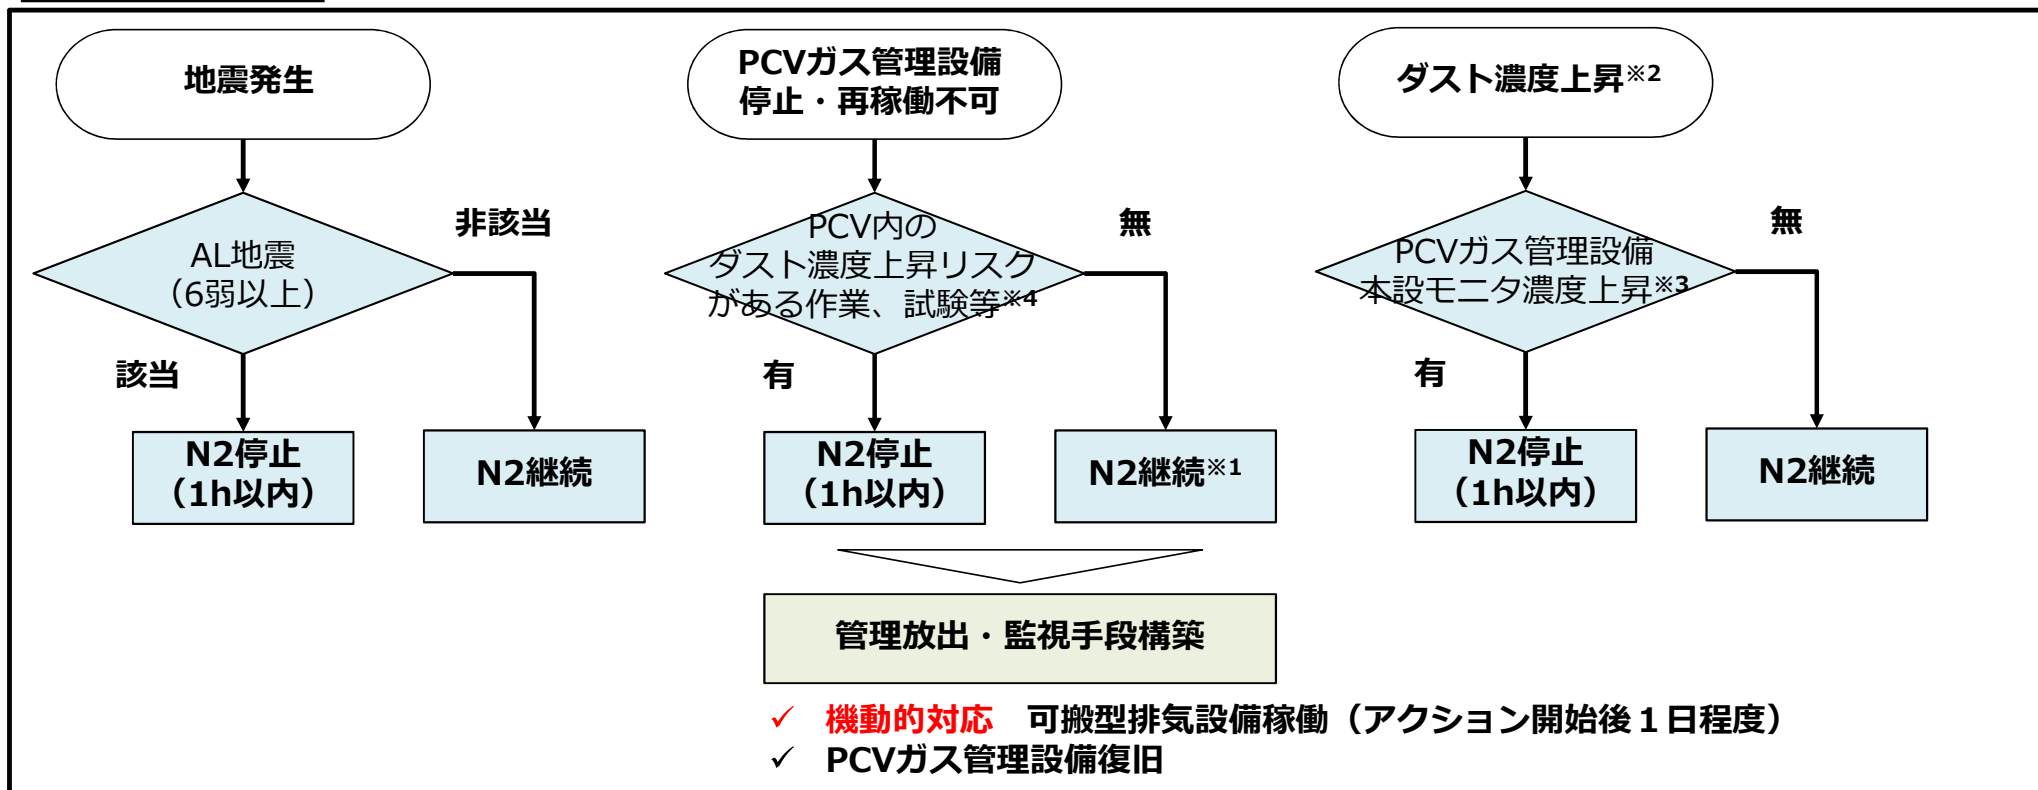 地震発生
AL地震
（6弱以上）
非該当
該当
N2停止
（1h以内）
N2継続
PCVガス管理設備
停止・再稼働不可
PCV内の
ダスト濃度上昇リスク
がある作業、試験等※4
無
有
N2停止
（1h以内）
N2継続※1
ダスト濃度上昇※2
PCVガス管理設備
本設モニタ濃度上昇※3
無
有
N2停止
（1h以内）
N2継続
管理放出・監視手段構築
✓ 機動的対応　可搬型排気設備稼働（アクション開始後１日程度）
✓ PCVガス管理設備復旧